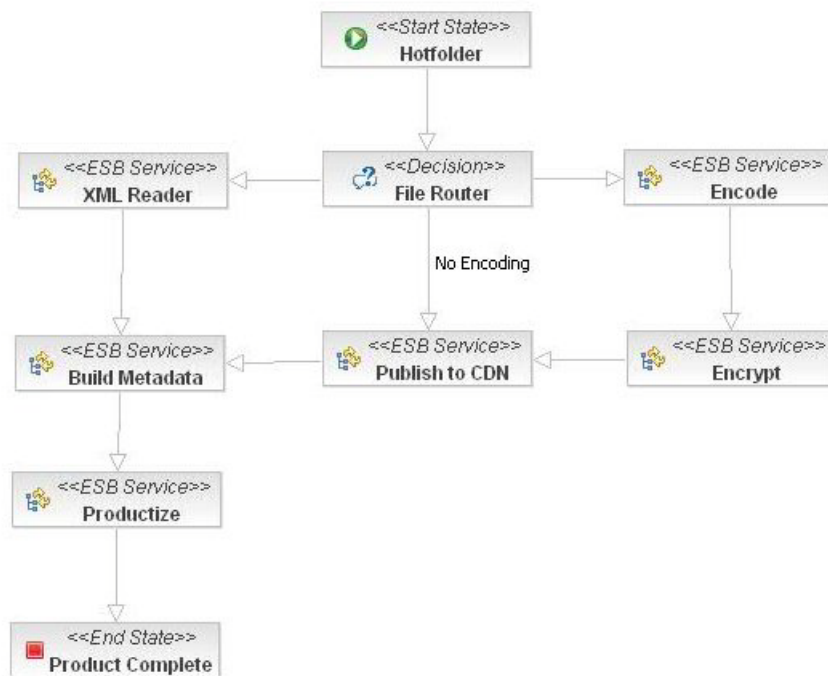 <<Start State>>
Hotfolder
<<ESB Service>>
XML Reader
<<Decision>>
File Router
<<ESB Service>>
Encode
No Encoding
<<ESB Service>>
Build Metadata
<<ESB Service>>
Publish to CDN
<<ESB Service>>
Encrypt
<<ESB Service>>
Productize
<<End State>>
Product Complete